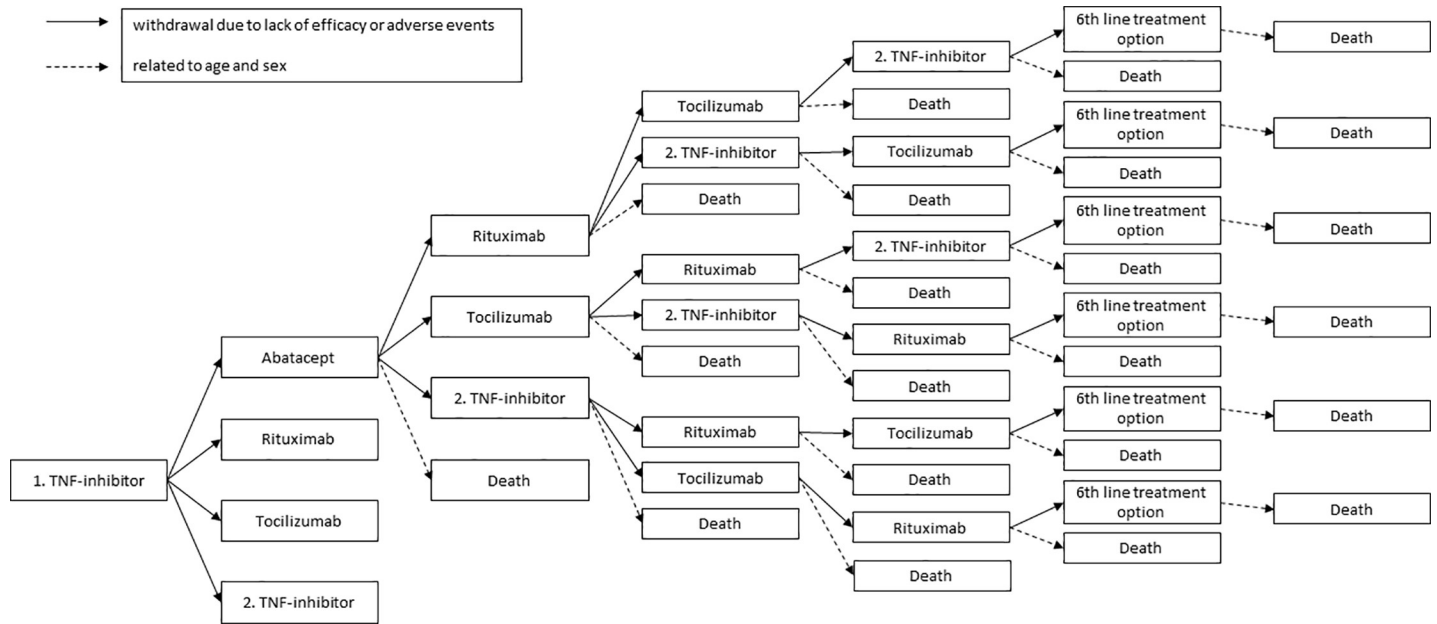 withdrawal due to lack of efficacy or adverse events
related to age and sex
1. TNF-inhibitor
Abatacept
Rituximab
Tocilizumab
2. TNF-inhibitor
Rituximab
Tocilizumab
2. TNF-inhibitor
Death
Tocilizumab
2. TNF-inhibitor
Death
Rituximab
2. TNF-inhibitor
Death
Rituximab
Tocilizumab
Death
2. TNF-inhibitor
Death
Tocilizumab
Death
2. TNF-inhibitor
Death
Rituximab
Death
Tocilizumab
Death
Rituximab
Death
6th line treatment
option
Death
6th line treatment
option
Death
6th line treatment
option
Death
6th line treatment
option
Death
6th line treatment
option
Death
6th line treatment
option
Death
Death
Death
Death
Death
Death
Death